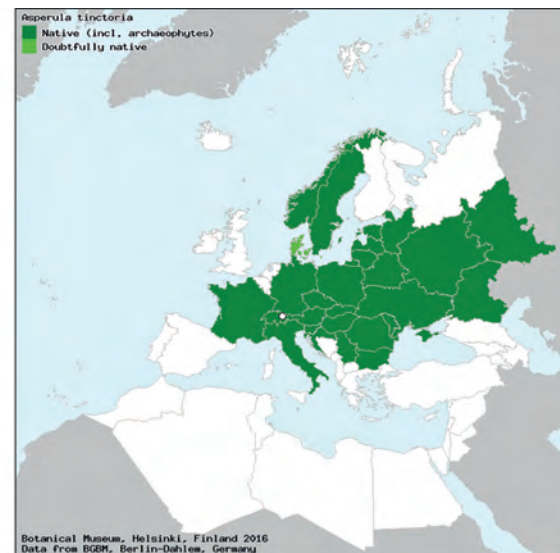 Asperula tinctoria
Native (incl. archaeophytes)
Doubtfully native
Botanical Museum, Helsinki, Finland 2016
Data from BGBM, Berlin-Dahlem, Germany